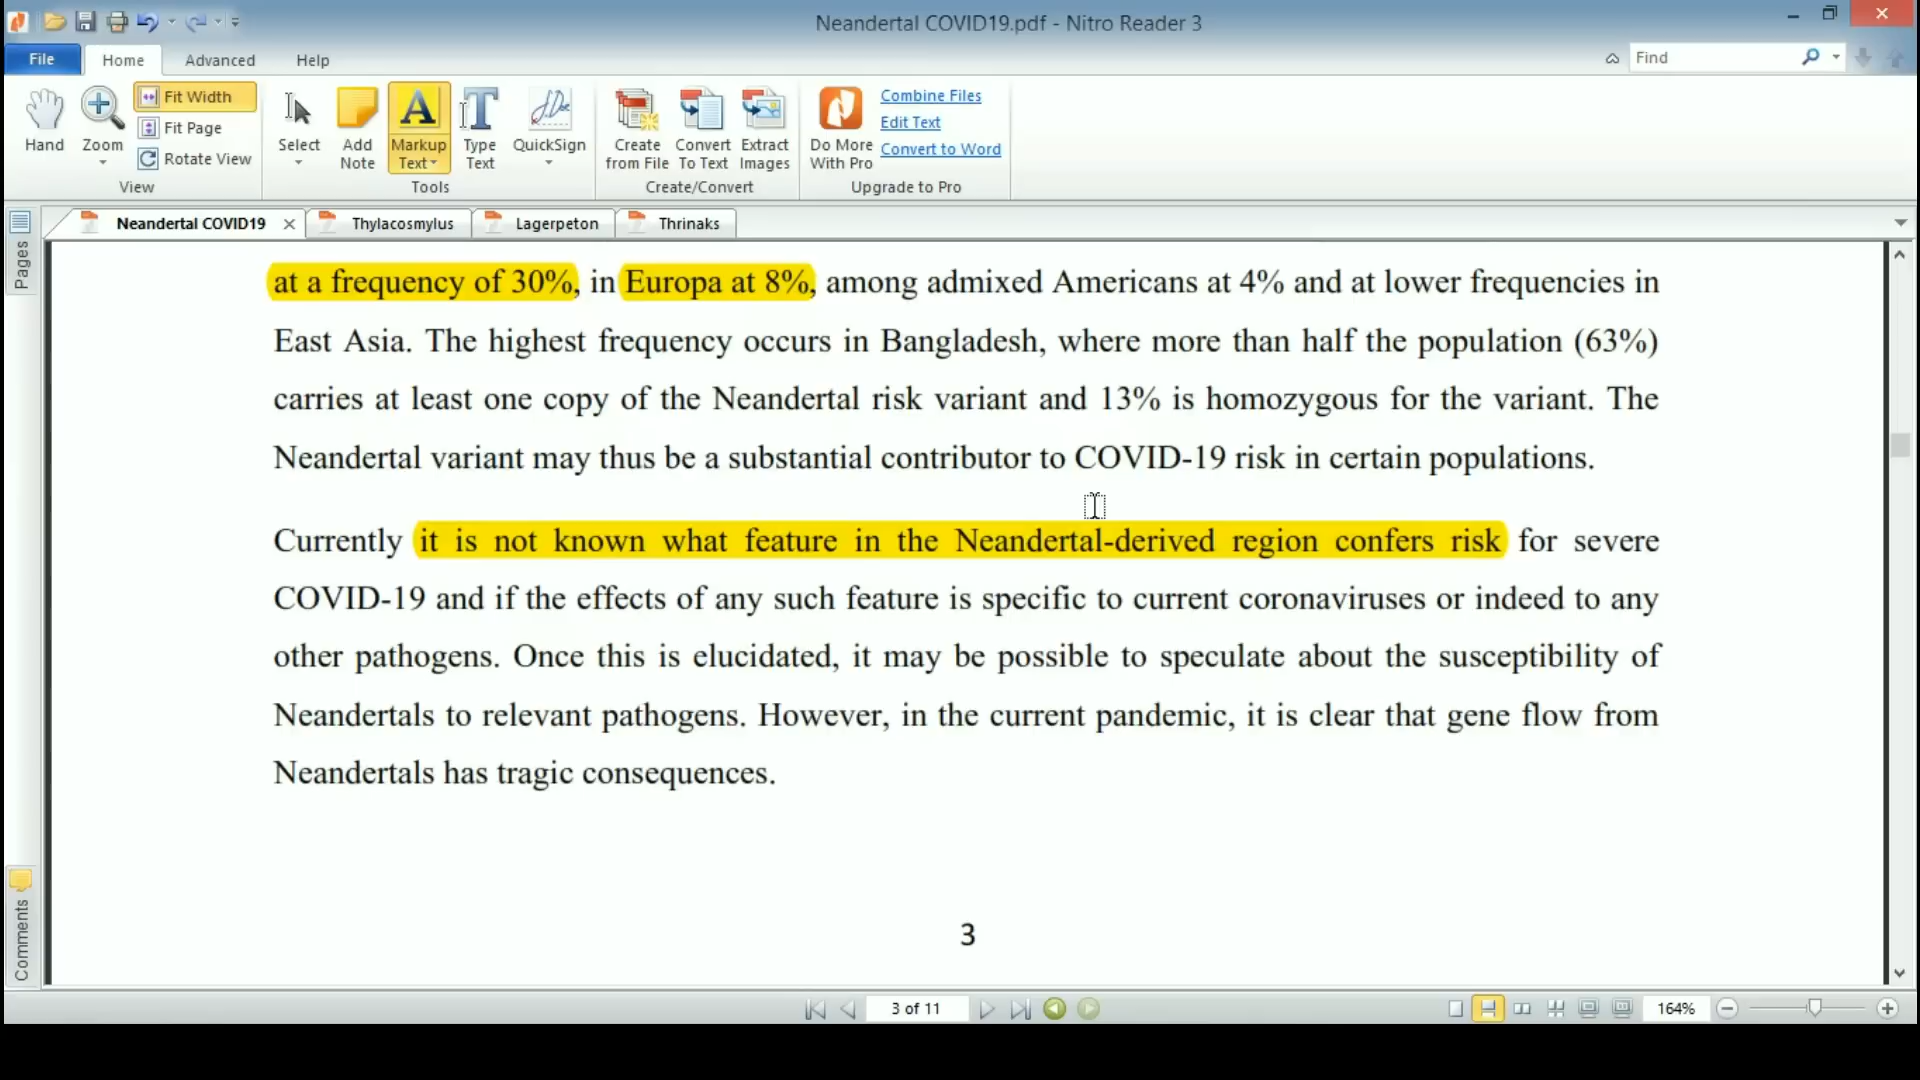 Neandertal COVID19.pdf - Nitro Reader 3
File
Home
Advanced
Help
Find
Hand
Zoom
Fit Width
Fit Page
Rotate View
View
Select
Add Note
Markup Text
Type Text
QuickSign
Tools
Create from File
Convert To Text
Extract Images
Create/Convert
Do More With Pro
Combine Files
Edit Text
Convert to Word
Upgrade to Pro
Pages
Neandertal COVID19
Thylacosmylus
Lagerpeton
Thrinaks
at a frequency of 30%, in Europa at 8%, among admixed Americans at 4% and at lower frequencies in
East Asia. The highest frequency occurs in Bangladesh, where more than half the population (63%)
carries at least one copy of the Neandertal risk variant and 13% is homozygous for the variant. The
Neandertal variant may thus be a substantial contributor to COVID-19 risk in certain populations.
Currently it is not known what feature in the Neandertal-derived region confers risk for severe
COVID-19 and if the effects of any such feature is specific to current coronaviruses or indeed to any
other pathogens. Once this is elucidated, it may be possible to speculate about the susceptibility of
Neandertals to relevant pathogens. However, in the current pandemic, it is clear that gene flow from
Neandertals has tragic consequences.
3
Comments
3 of 11
164%